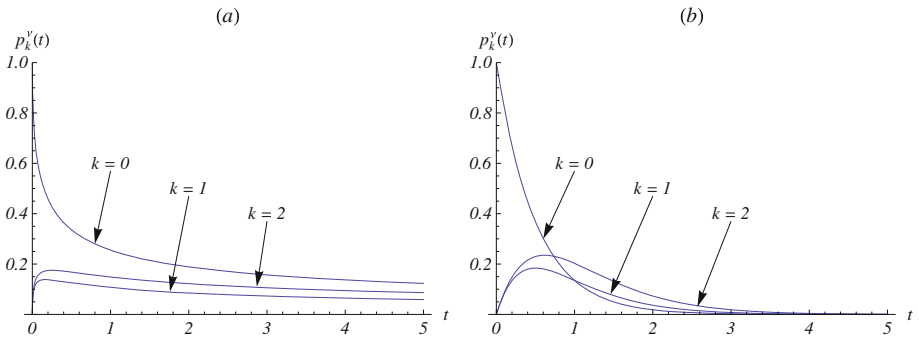 (a)
(b)
p_k^γ(t)
p_k^γ(t)
1.0
0.8
0.6
0.4
0.2
k = 0
k = 1
k = 2
0 1 2 3 4 5 t
1.0
0.8
0.6
0.4
0.2
k = 0
k = 1
k = 2
0 1 2 3 4 5 t